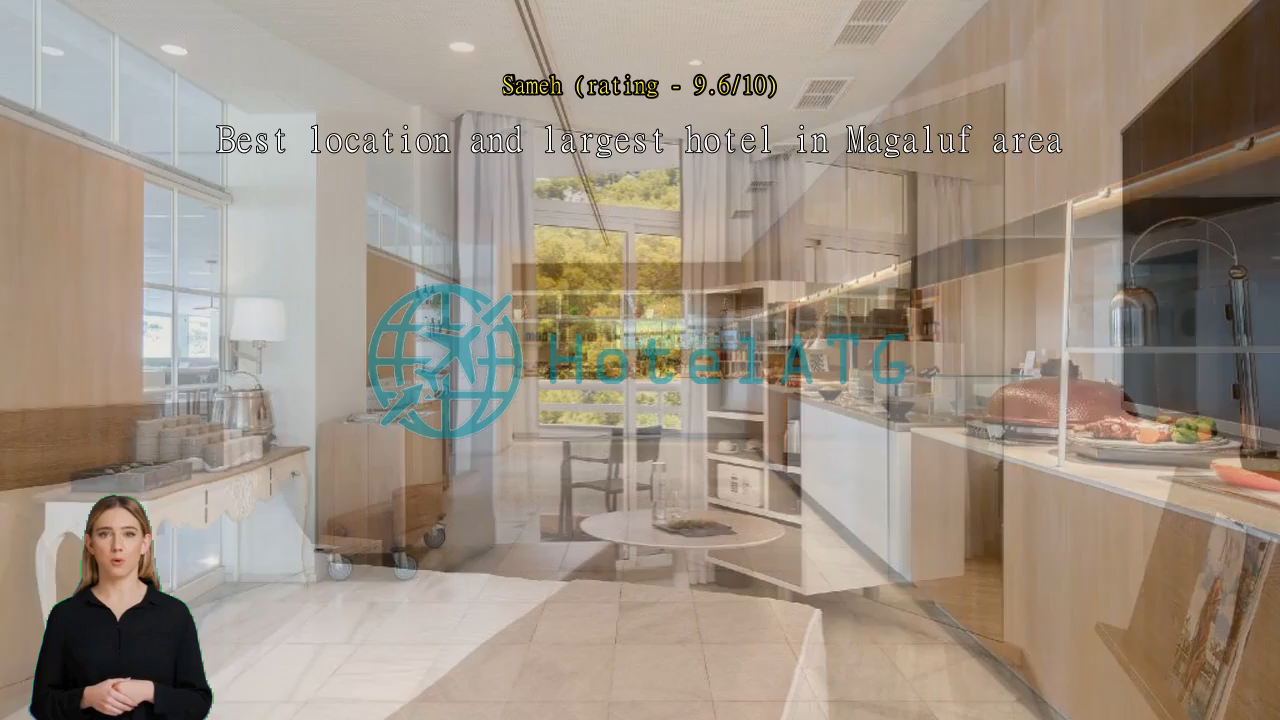 Sameh (rating - 9.6/10)
Best location and largest hotel in Magaluf area
HotelATG